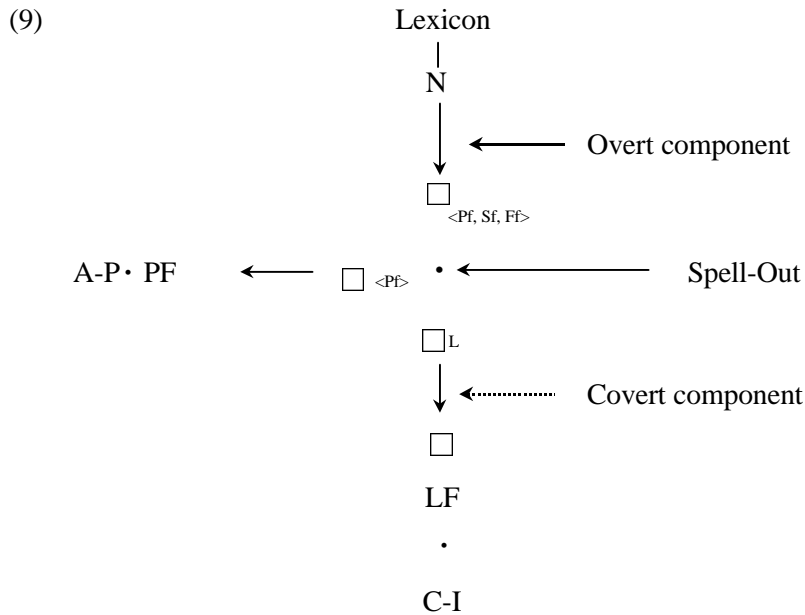 (9)
Lexicon
N
Overt component
□
<Pf, Sf, Ff>
A-P · PF □ <Pf> · Spell-Out
□ L
Covert component
□
LF
·
C-I